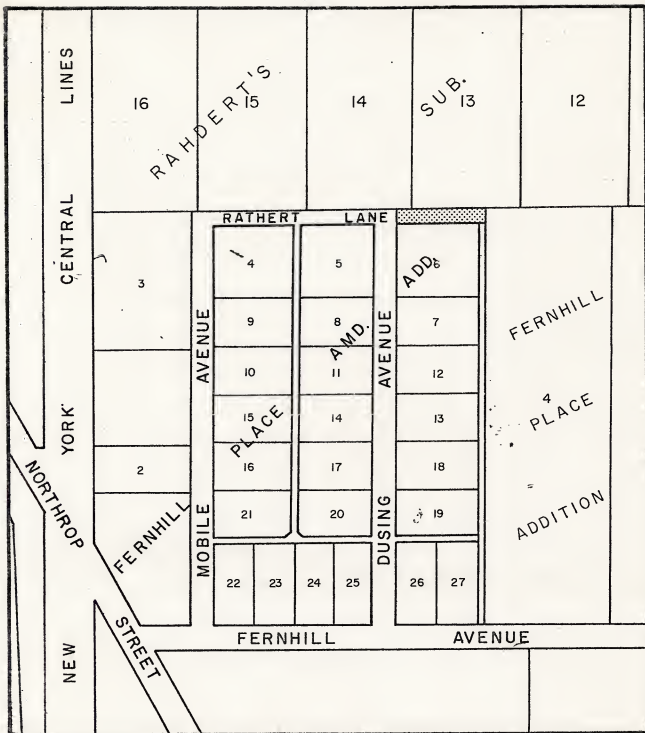 RAHDERT'S SUB.
16
15
14
13
12
NEW YORK CENTRAL LINES
RATHERT LANE
3
4
5
6
9
8
7
10
11
12
15
14
13
2
16
17
18
21
20
19
22
23
24
25
26
27
MOBILE AVENUE
DUSING AVENUE
FERNHILL PLACE AMD. ADD.
FERNHILL
4
PLACE
ADDITION
NORTHROP STREET
FERNHILL AVENUE